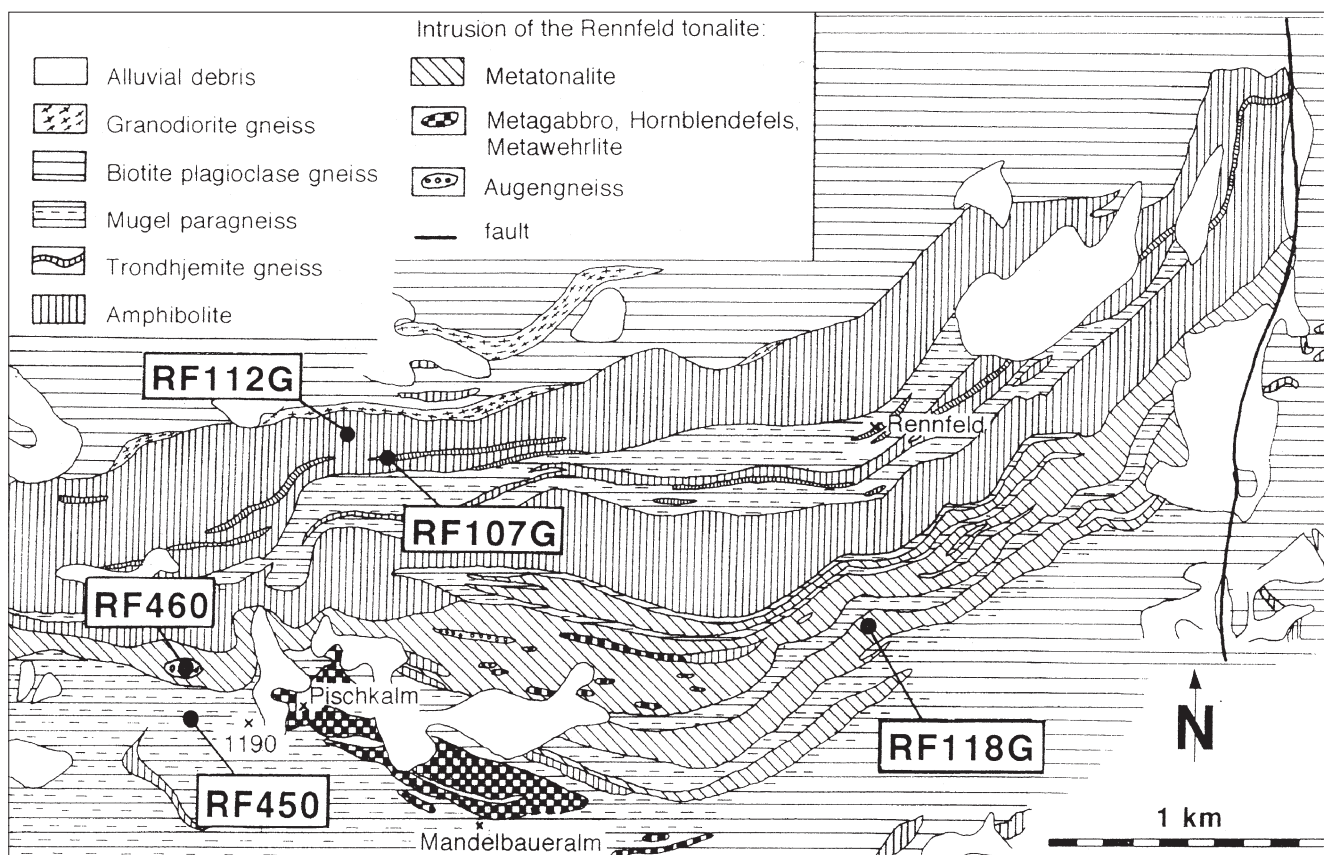 Alluvial debris
Granodiorite gneiss
Biotite plagioclase gneiss
Mugel paragneiss
Trondhjemite gneiss
Amphibolite
Intrusion of the Rennfeld tonalite:
Metatonalite
Metagabbro, Hornblendefels,
Metawehrlite
Augengneiss
fault
RF112G
Rennfeld
RF107G
RF460
Pischkalm
1190
RF118G
N
RF450
1 km
Mandelbaueralm